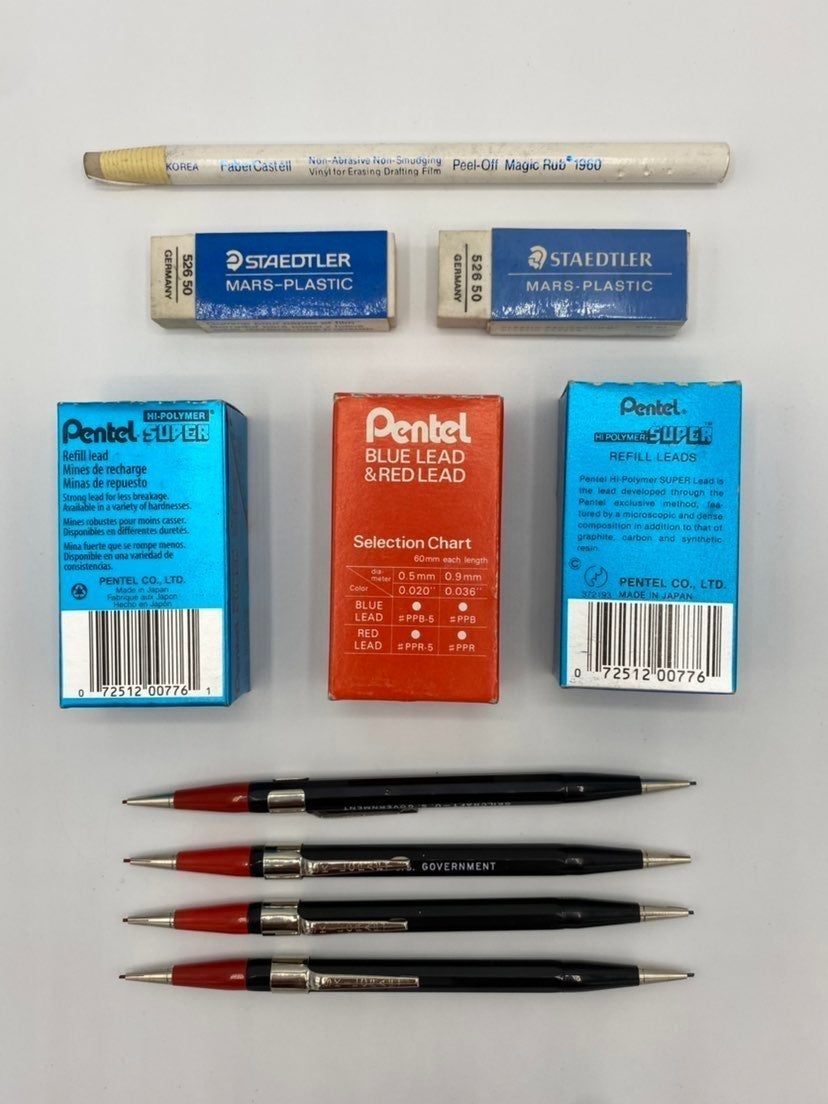 KOREA FaberCastell Non-Abrasive Non-Smudging Peel-Off Magic Rub® 1960
Vinyl for Erasing Drafting Film
526 50
GERMANY
STAEDTLER
MARS-PLASTIC
526 50
GERMANY
STAEDTLER
MARS-PLASTIC
HI-POLYMER®
Pentel SUPER
Refill lead
Mines de recharge
Minas de repuesto
Strong lead for less breakage.
Available in a variety of hardnesses.
Mines robustes pour moins casser.
Disponibles en différentes duretés.
Mina fuerte que se rompe menos.
Disponible en una variedad de
consistencias.
PENTEL CO., LTD.
Made in Japan
Fabriqué aux Japon
Hecho en Japón
0 72512 00776 1
Pentel
BLUE LEAD
& RED LEAD
Selection Chart
60mm each length
diameter 0.5mm 0.9mm
Color 0.020'' 0.036''
BLUE LEAD ● #PPB-5 ● #PPB
RED LEAD ● #PPR-5 ● #PPR
Pentel®
HI-POLYMER SUPER™
REFILL LEADS
Pentel Hi-Polymer SUPER Lead is
the lead developed through the
Pentel exclusive method, fea-
tured by a microscopic and dense
composition in addition to that of
graphite, carbon and synthetic
resin.
© PENTEL CO., LTD.
372193 MADE IN JAPAN
0 72512 00776
SKILCRAFT - U.S. GOVERNMENT
U.S. GOVERNMENT